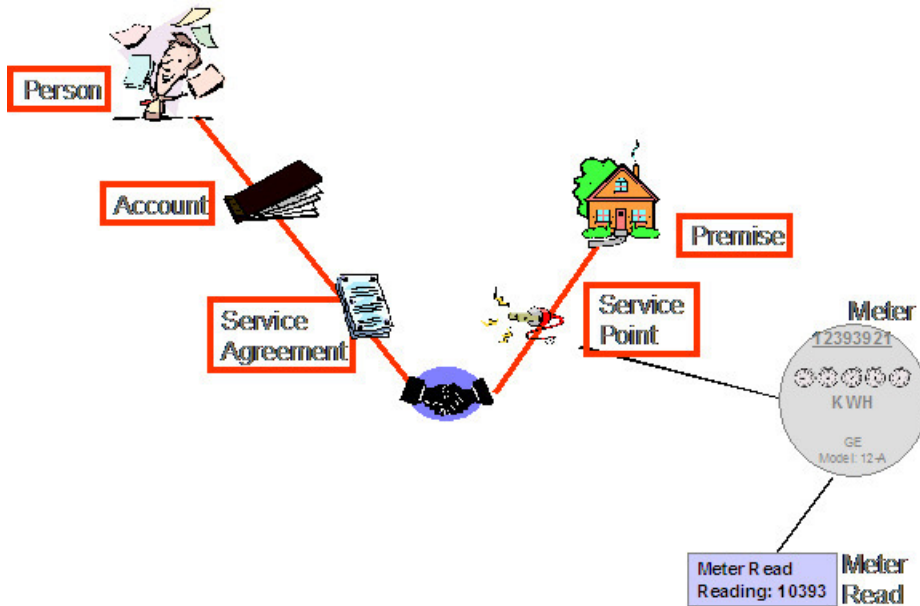 Person
Account
Service
Agreement
Premise
Service
Point
Meter
12393921
KWH
GE
Model: 12-A
Meter Read
Reading: 10393
Meter
Read